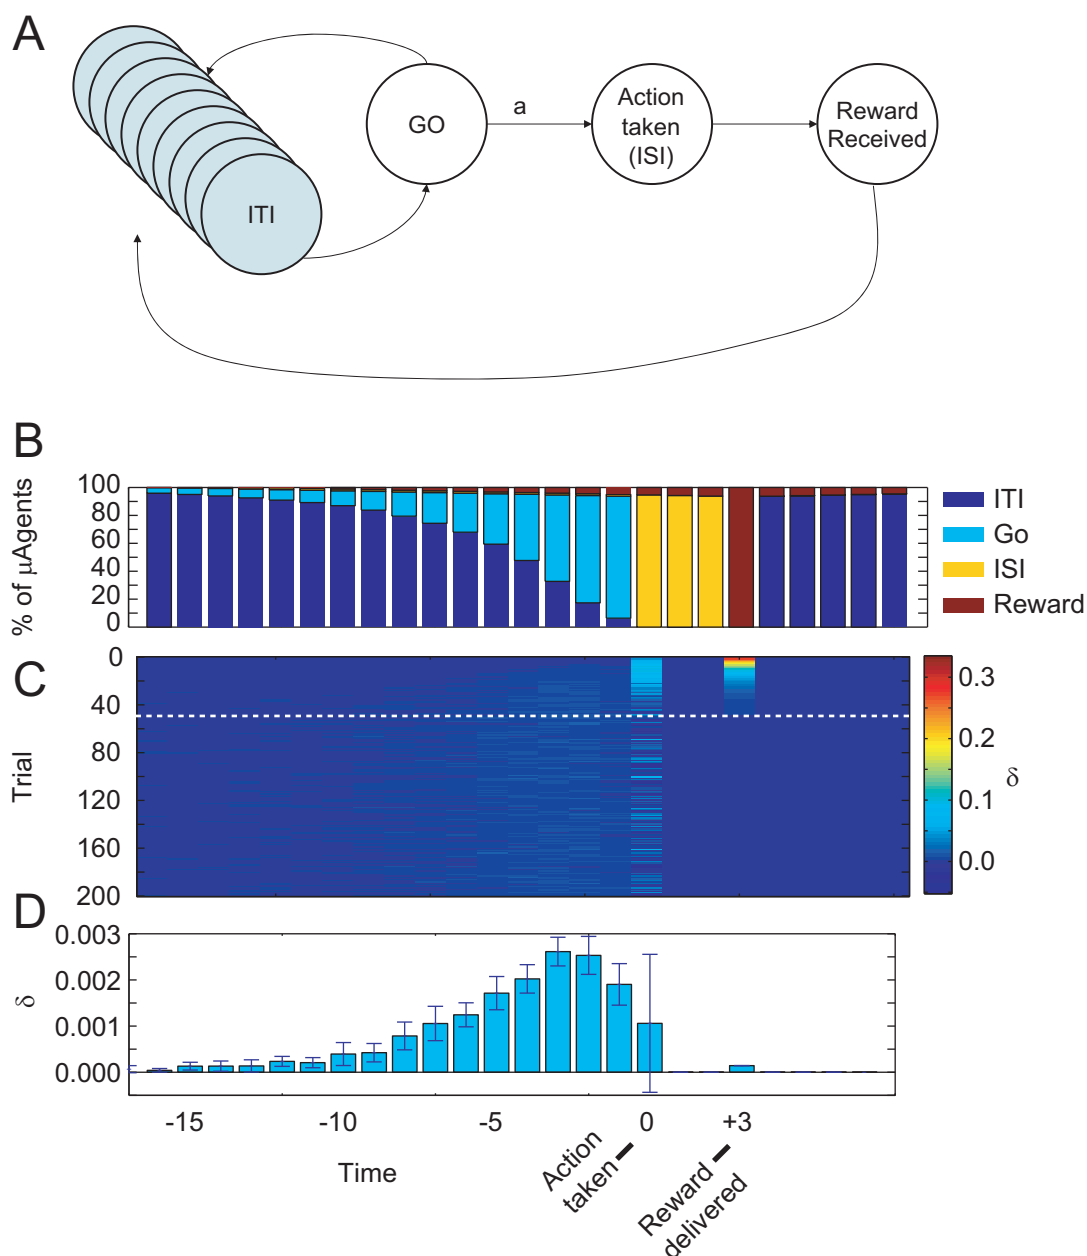 A
ITI
GO
a
Action
taken
(ISI)
Reward
Received
B
% of μAgents
100
80
60
40
20
0
ITI
Go
ISI
Reward
C
Trial
0
40
80
120
160
200
0.3
0.2
0.1
0.0
δ
D
δ
0.003
0.002
0.001
0.000
-15
-10
-5
0
+3
Time
Action
taken
Reward
delivered